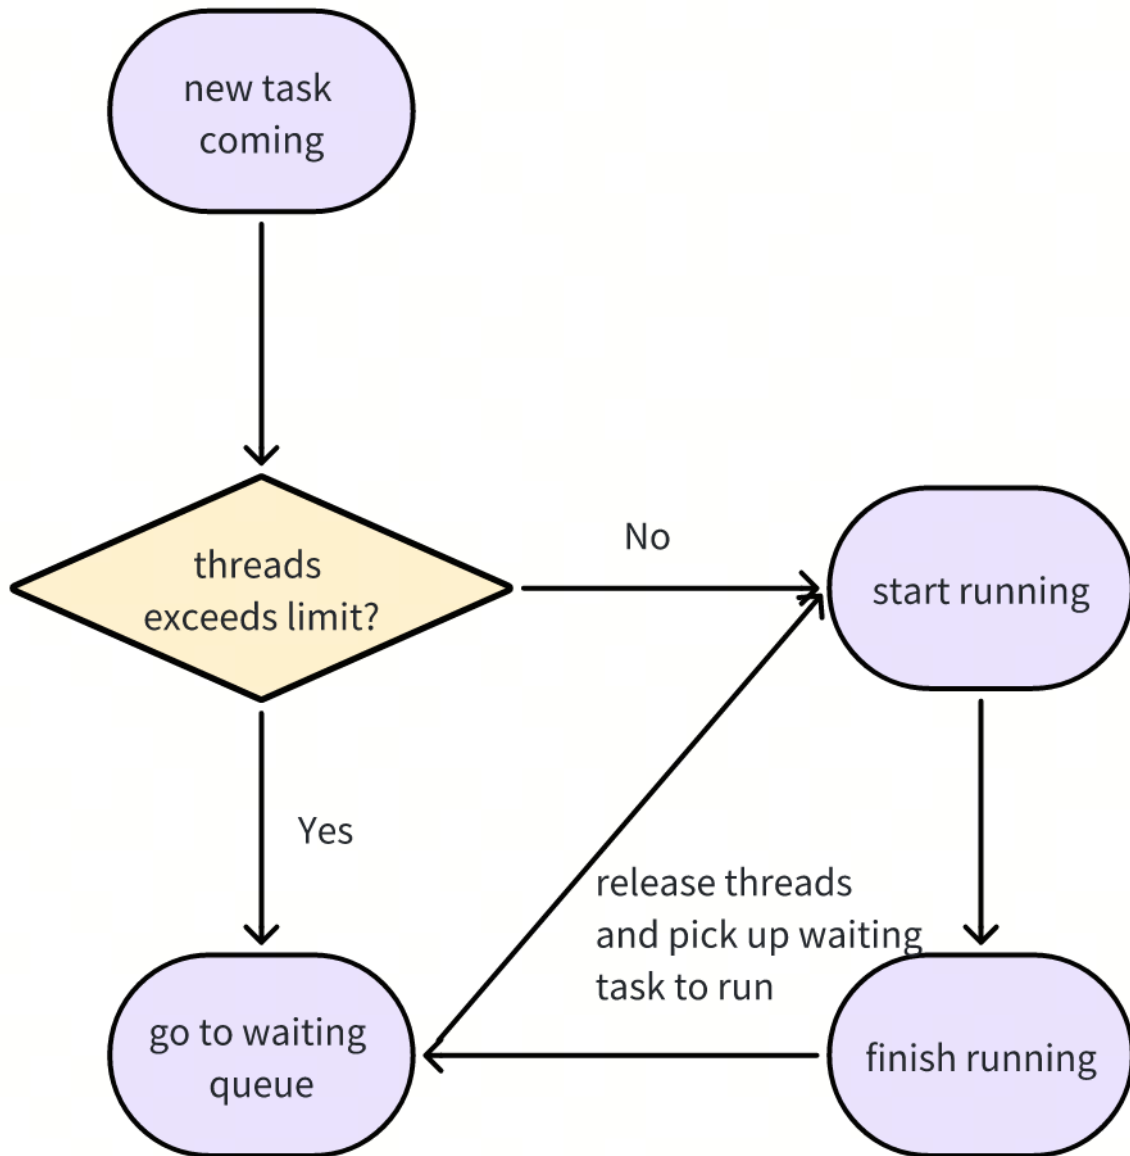 new task
coming
threads
exceeds limit?
No
start running
Yes
release threads
and pick up waiting
task to run
go to waiting
queue
finish running